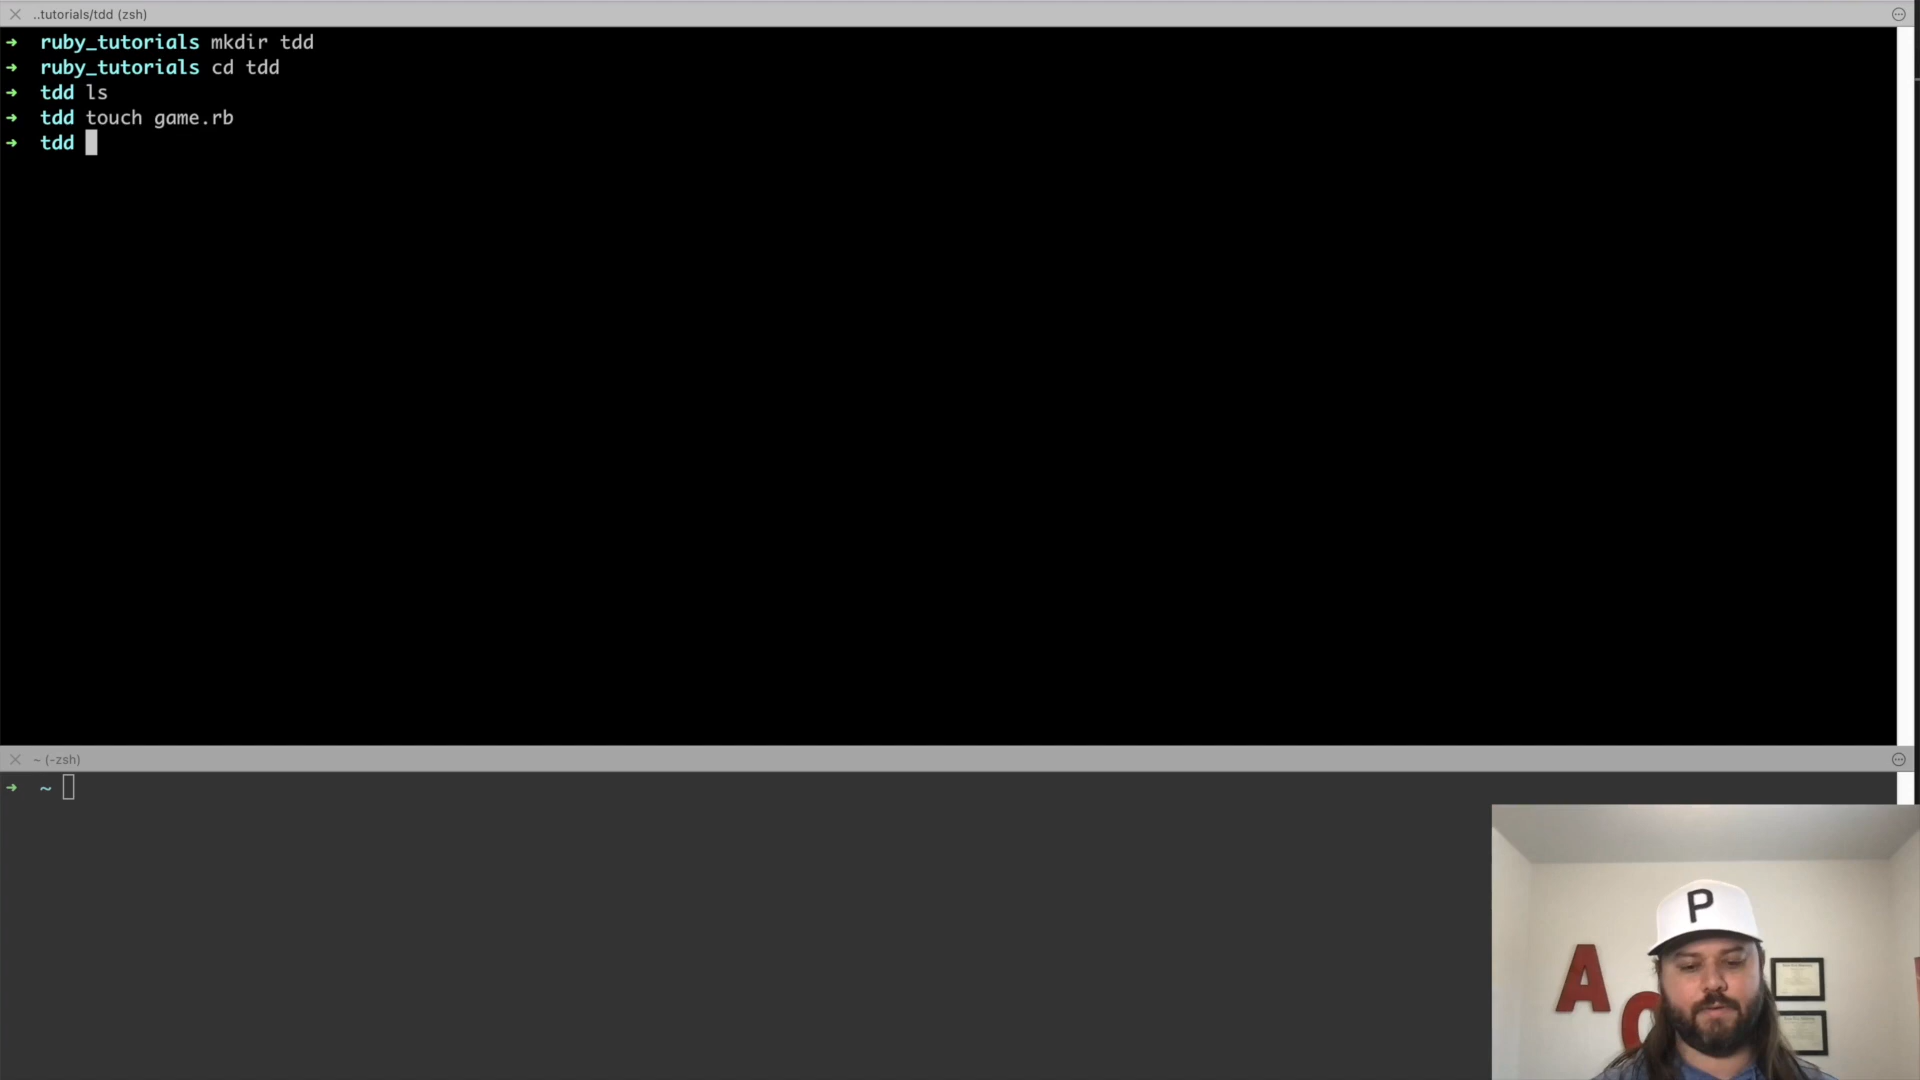 ..tutorials/tdd (zsh)
➜ ruby_tutorials mkdir tdd
➜ ruby_tutorials cd tdd
➜ tdd ls
➜ tdd touch game.rb
➜ tdd
~ (-zsh)
➜ ~
P
A